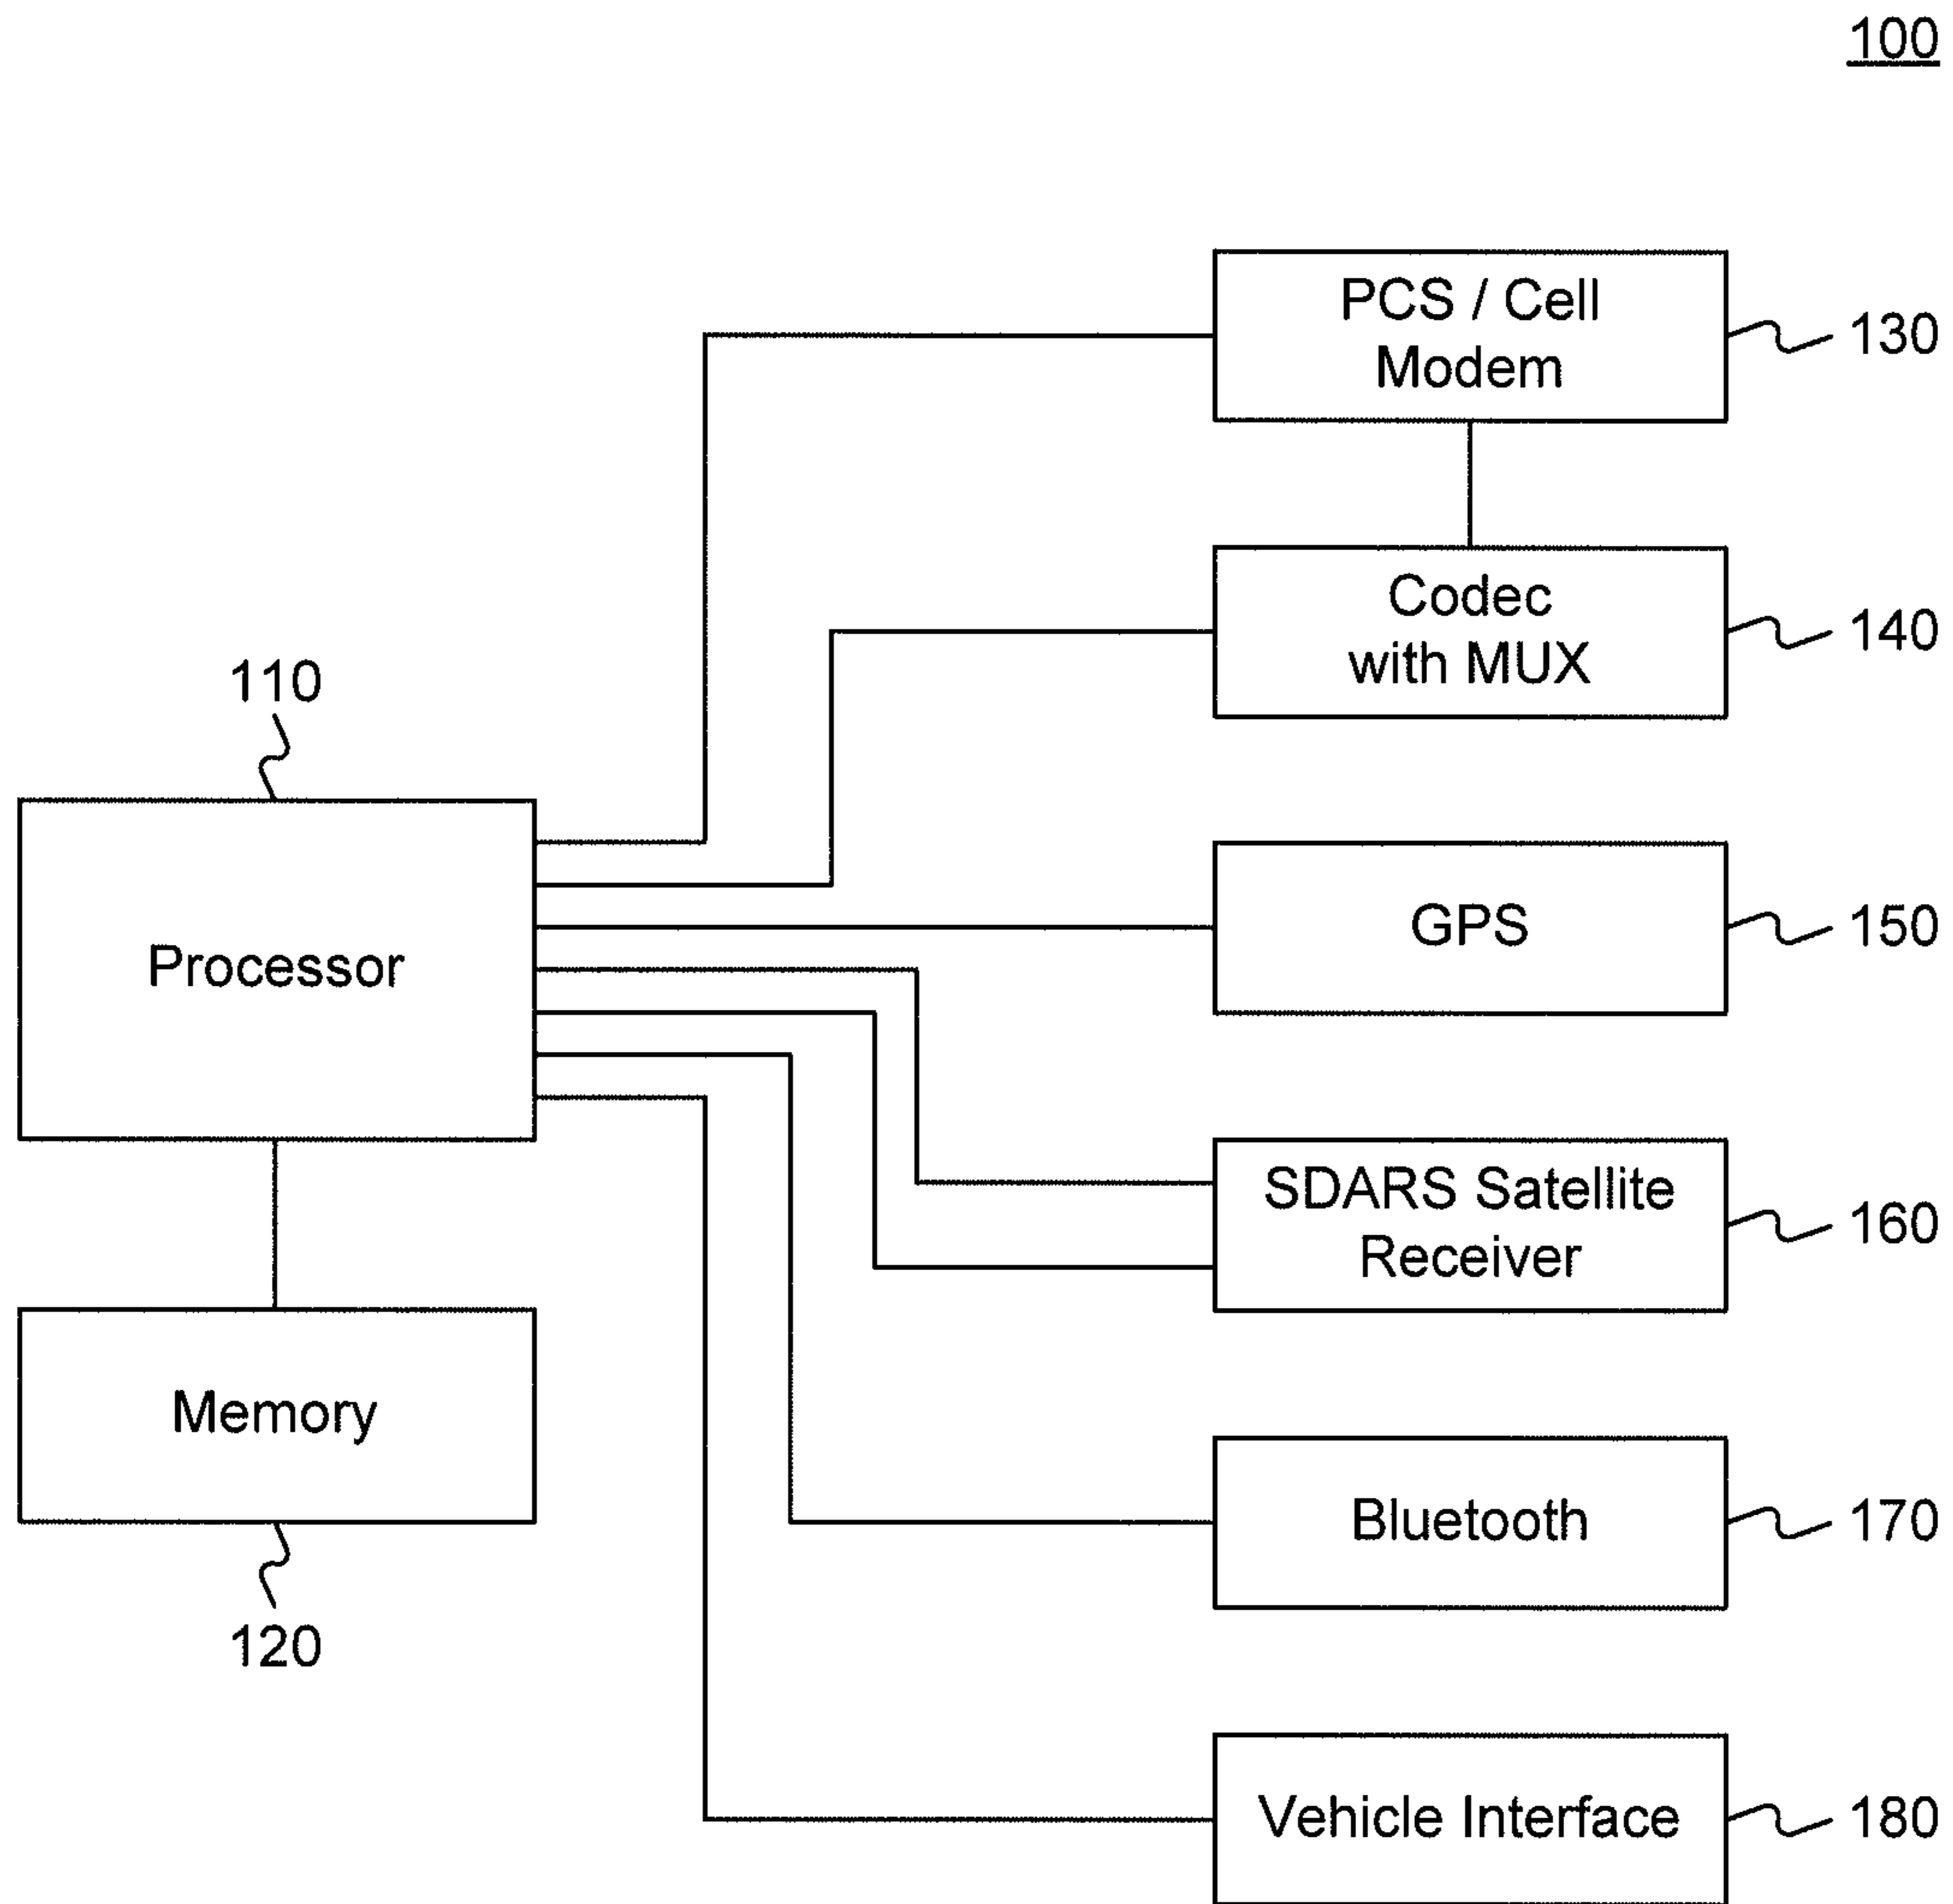 100
PCS / Cell
Modem
130
Codec
with MUX
140
110
Processor
GPS
150
SDARS Satellite
Receiver
160
Memory
120
Bluetooth
170
Vehicle Interface
180